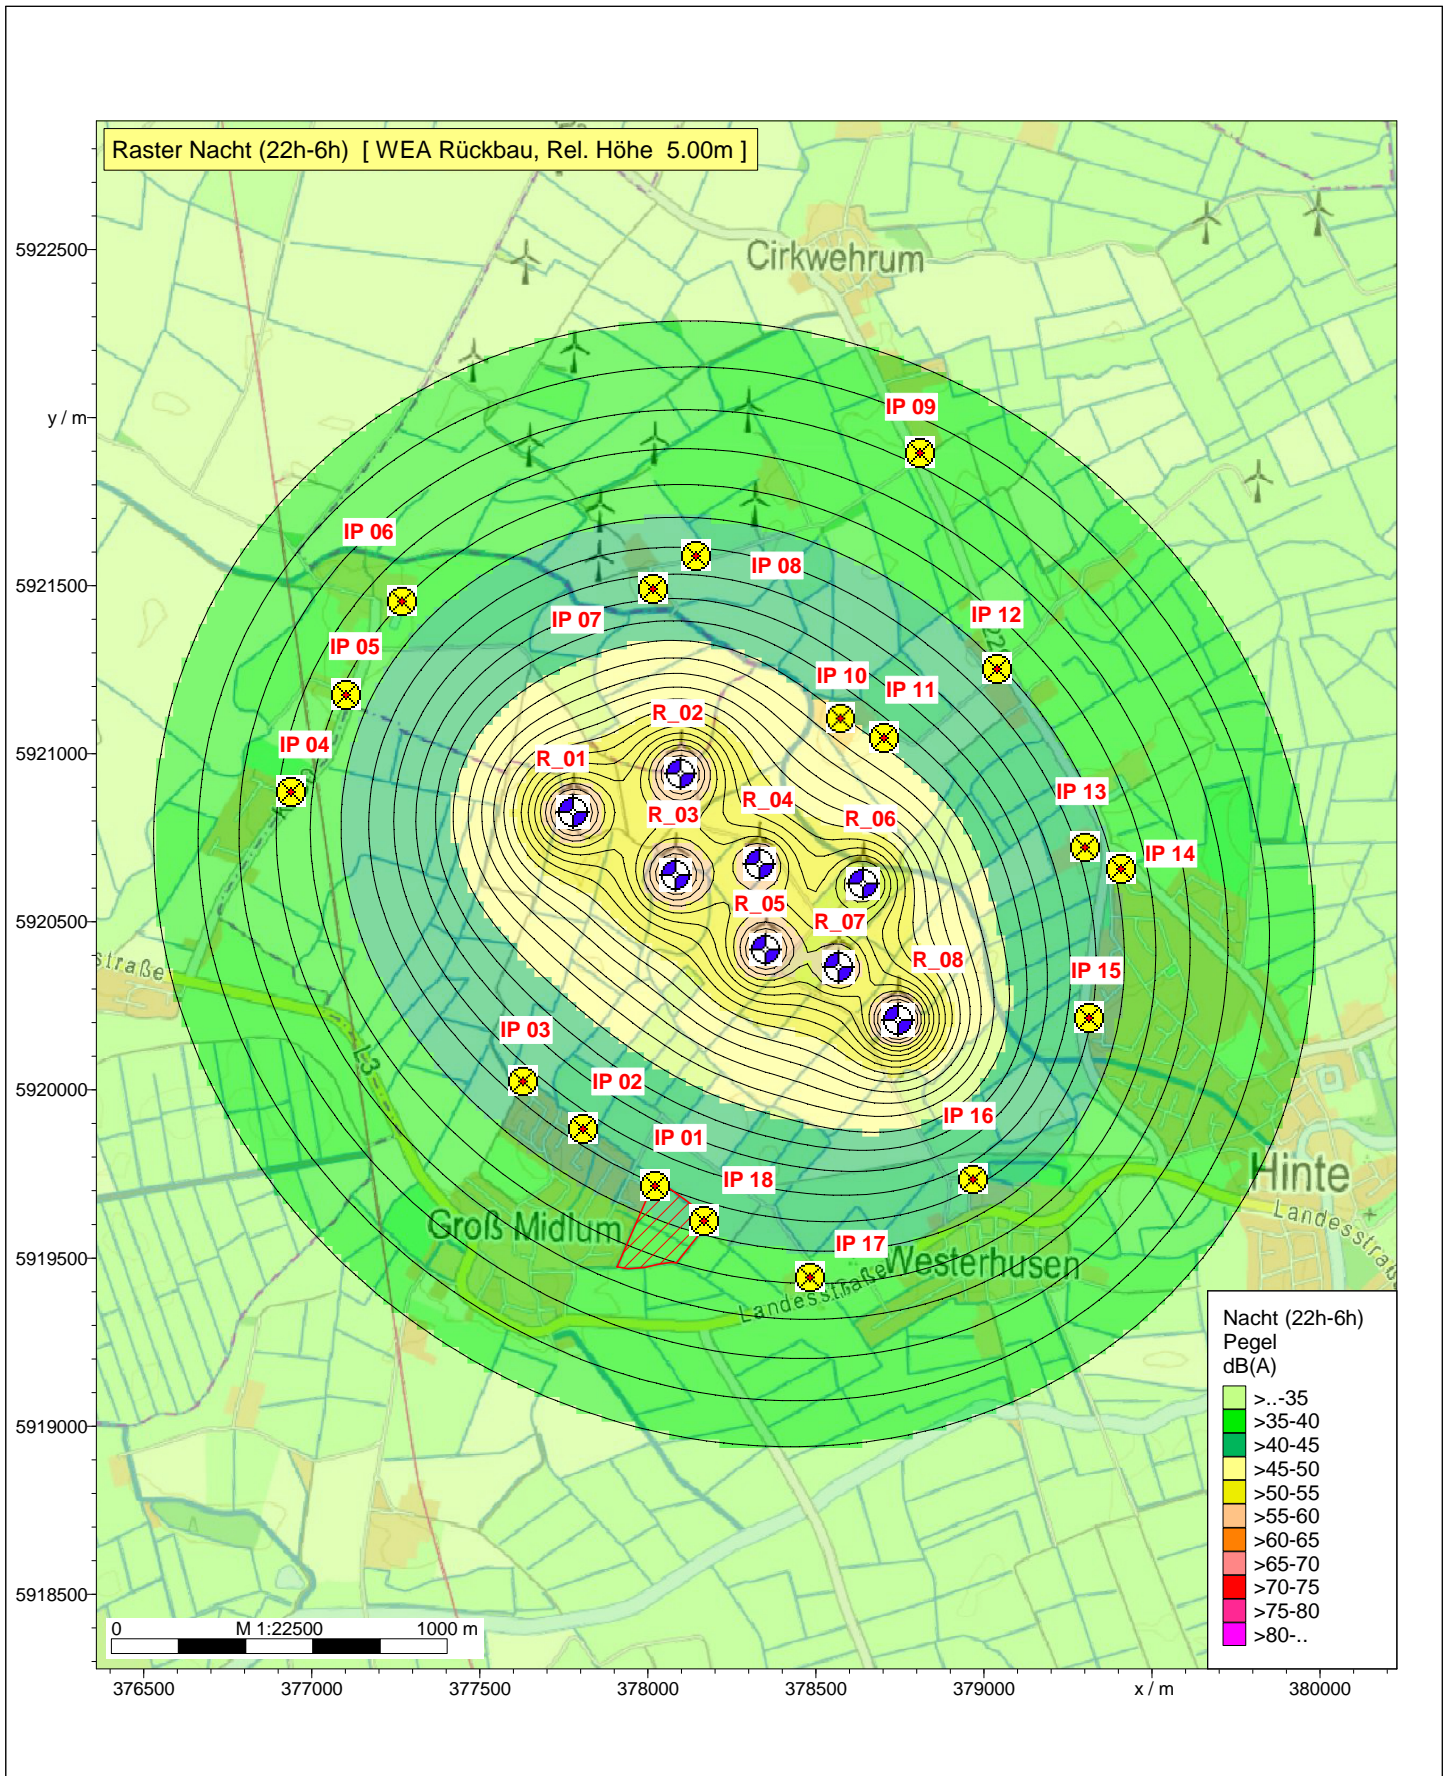 Raster Nacht (22h-6h) [ WEA Rückbau, Rel. Höhe 5.00m ]
5922500
Cirkwehrum
y / m
IP 09
IP 06
IP 08
5921500
IP 07
IP 12
IP 05
IP 10
IP 11
R_02
IP 04
5921000
R_01
R_04
IP 13
R_03
R_06
IP 14
5920500
R_05
R_07
R_08
straße
IP 15
IP 03
L3
5920000
IP 02
IP 16
IP 01
IP 18
Hinte
Groß Midlum
Landesstraß
IP 17
5919500
Westerhusen
Landesstraße
Nacht (22h-6h)
Pegel
dB(A)
>..-35
>35-40
5919000
>40-45
>45-50
>50-55
>55-60
>60-65
>65-70
5918500
>70-75
>75-80
>80-..
0 M 1:22500 1000 m
376500 377000 377500 378000 378500 379000 x / m 380000